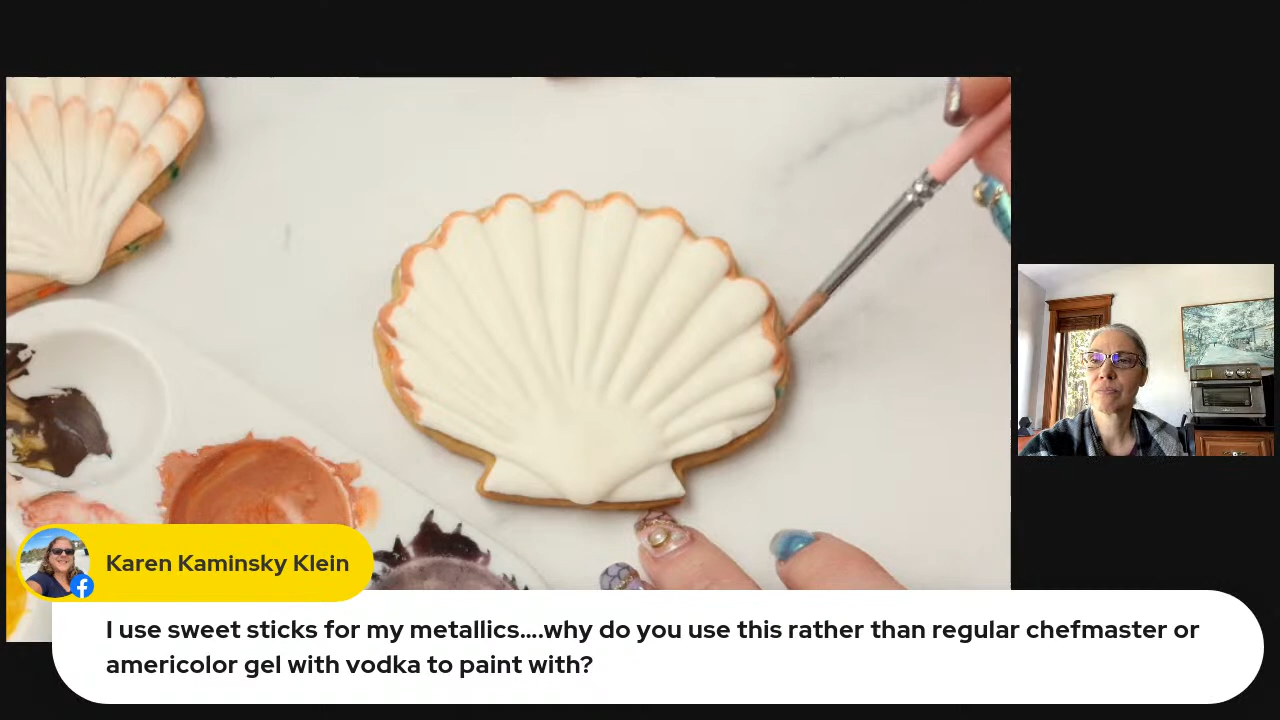 Karen Kaminsky Klein
I use sweet sticks for my metallics....why do you use this rather than regular chefmaster or
americolor gel with vodka to paint with?